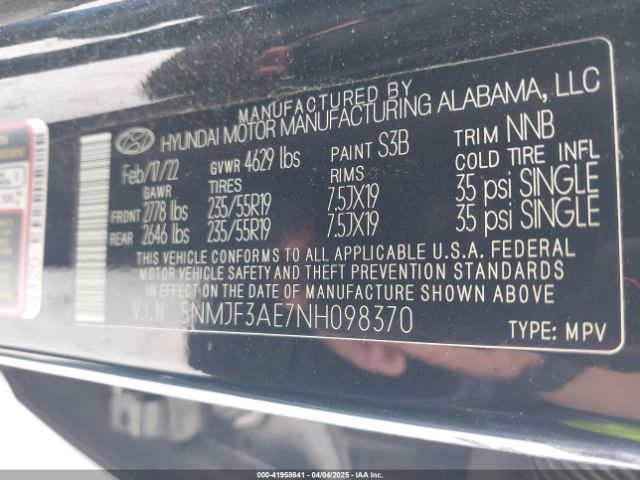 MANUFACTURED BY
HYUNDAI MOTOR MANUFACTURING ALABAMA, LLC
Feb/17/22 GVWR 4629 lbs PAINT S3B TRIM NNB
GAWR TIRES RIMS COLD TIRE INFL
FRONT 2778 lbs 235/55R19 7.5JX19 35 psi SINGLE
REAR 2646 lbs 235/55R19 7.5JX19 35 psi SINGLE
THIS VEHICLE CONFORMS TO ALL APPLICABLE U.S.A. FEDERAL
MOTOR VEHICLE SAFETY AND THEFT PREVENTION STANDARDS
IN EFFECT ON THE DATE OF MANUFACTURE SHOWN ABOVE.
V.I.N 5NMJF3AE7NH098370
TYPE: MPV
000-41958641 - 04/04/2025 - IAAI.COM